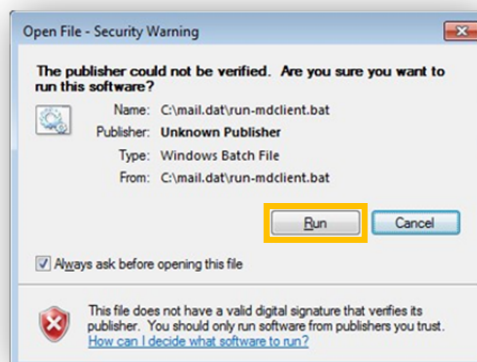 Open File - Security Warning
The publisher could not be verified. Are you sure you want to
run this software?
Name: C:\mail.dat\run-mdclient.bat
Publisher: Unknown Publisher
Type: Windows Batch File
From: C:\mail.dat\run-mdclient.bat
Run Cancel
Always ask before opening this file
This file does not have a valid digital signature that verifies its
publisher. You should only run software from publishers you trust.
How can I decide what software to run?